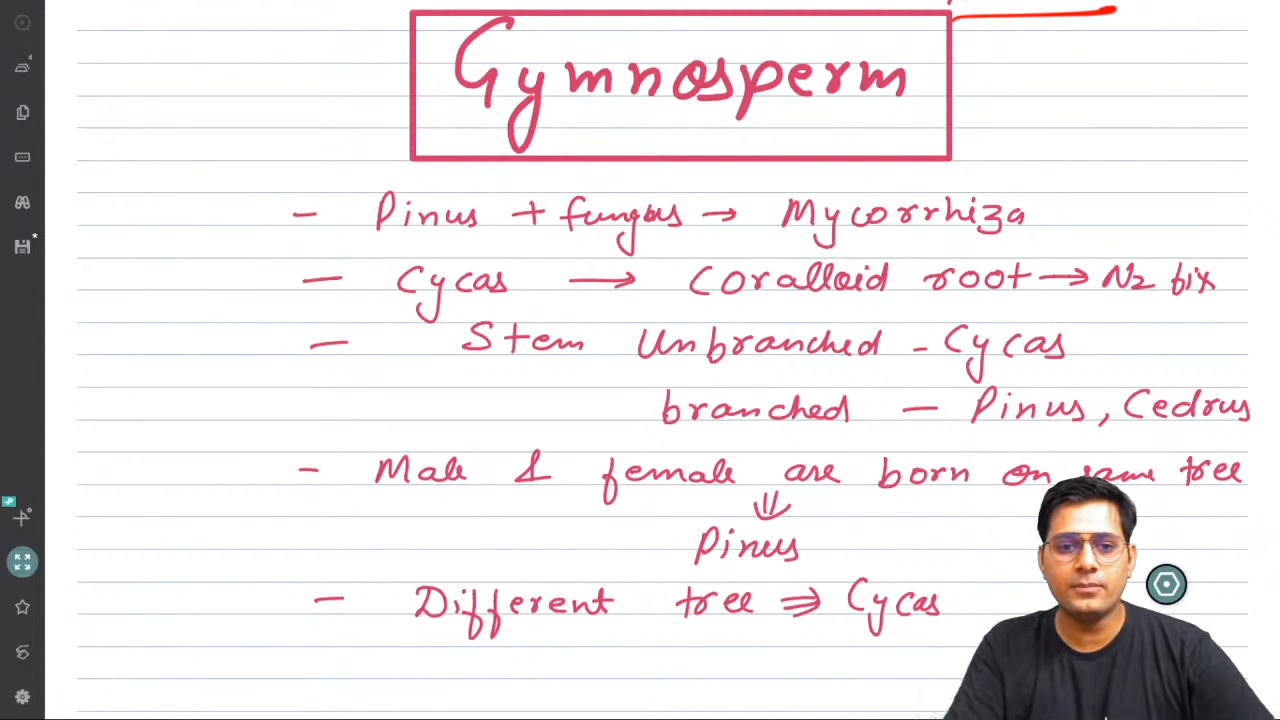 Gymnosperm
- Pinus + fungus → Mycorrhiza
- Cycas → Coralloid root → N2 fix
- Stem Unbranched - Cycas
branched - Pinus, Cedrus
- Male & female are born on same tree
⇓
Pinus
- Different tree ⇒ Cycas